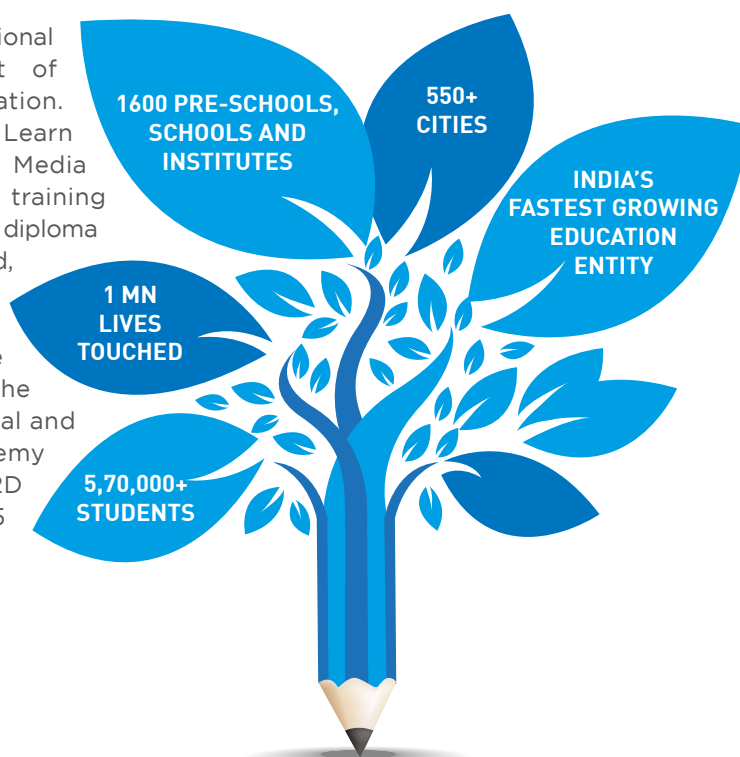 ional
t of
ation.
Learn
Media
training
diploma
d,
e
he
al and
emy
2D
5
1600 PRE-SCHOOLS,
SCHOOLS AND
INSTITUTES
550+
CITIES
INDIA'S
FASTEST GROWING
EDUCATION
ENTITY
1 MN
LIVES
TOUCHED
5,70,000+
STUDENTS